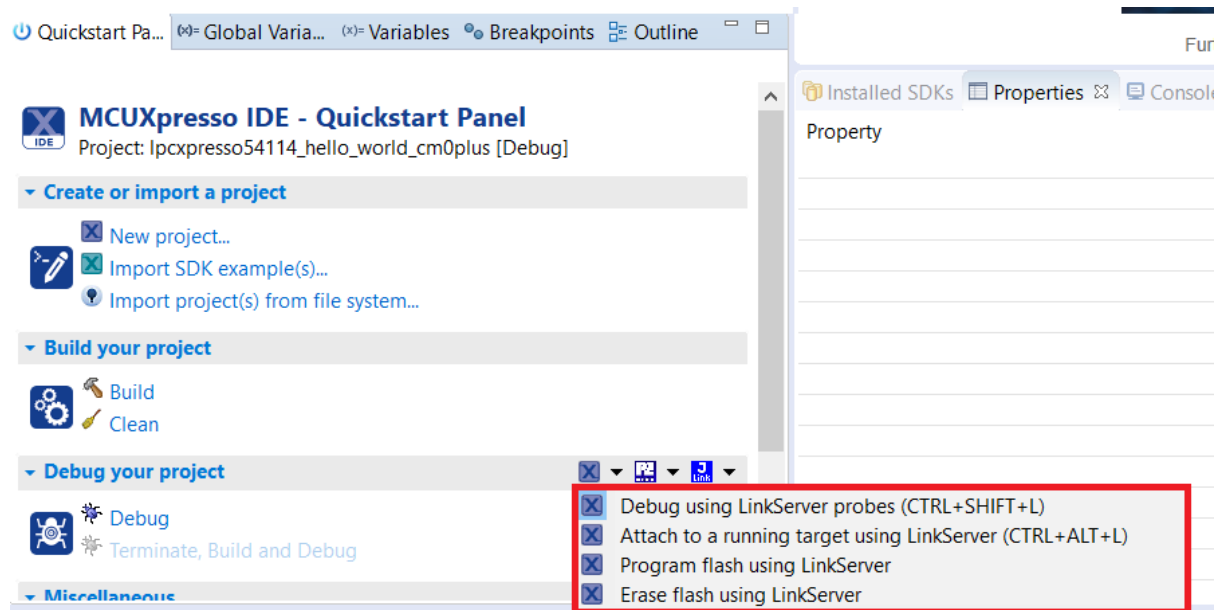 Quickstart Pa... (x)= Global Varia... (x)= Variables Breakpoints Outline
Fur
Installed SDKs Properties Console
Property
IDE
MCUXpresso IDE - Quickstart Panel
Project: lpcxpresso54114_hello_world_cm0plus [Debug]
Create or import a project
New project...
Import SDK example(s)...
Import project(s) from file system...
Build your project
Build
Clean
Debug your project
Link
Debug
Terminate, Build and Debug
Debug using LinkServer probes (CTRL+SHIFT+L)
Attach to a running target using LinkServer (CTRL+ALT+L)
Program flash using LinkServer
Erase flash using LinkServer
Miscellaneous